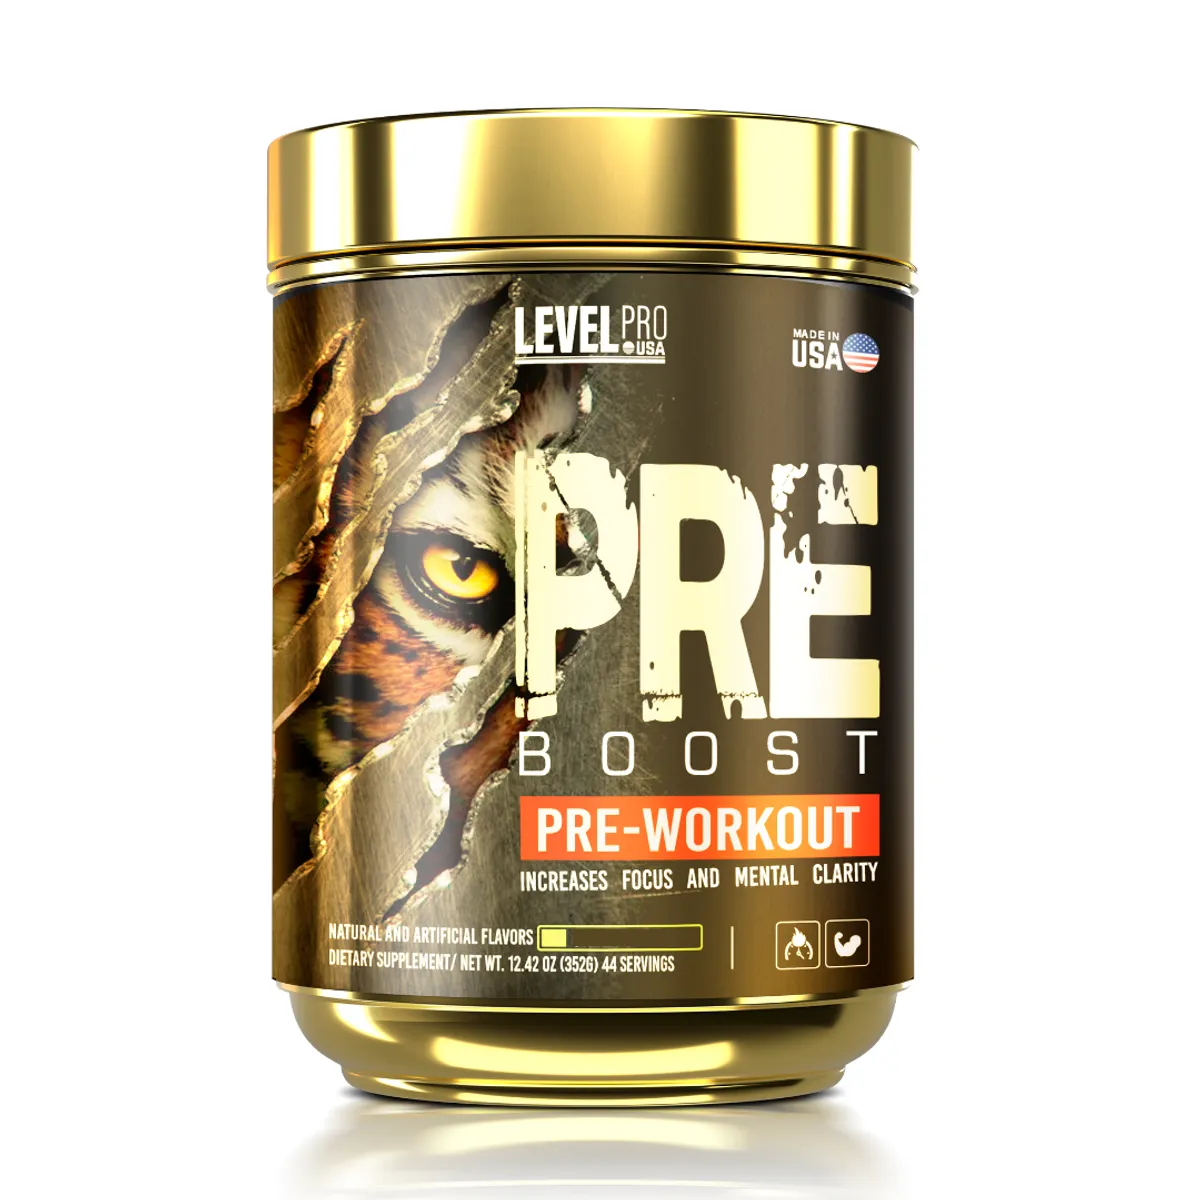 LEVEL PRO
USA
MADE IN
USA
PRE
BOOST
PRE-WORKOUT
INCREASES FOCUS AND MENTAL CLARITY
NATURAL AND ARTIFICIAL FLAVORS
DIETARY SUPPLEMENT/ NET WT. 12.42 OZ (352G) 44 SERVINGS